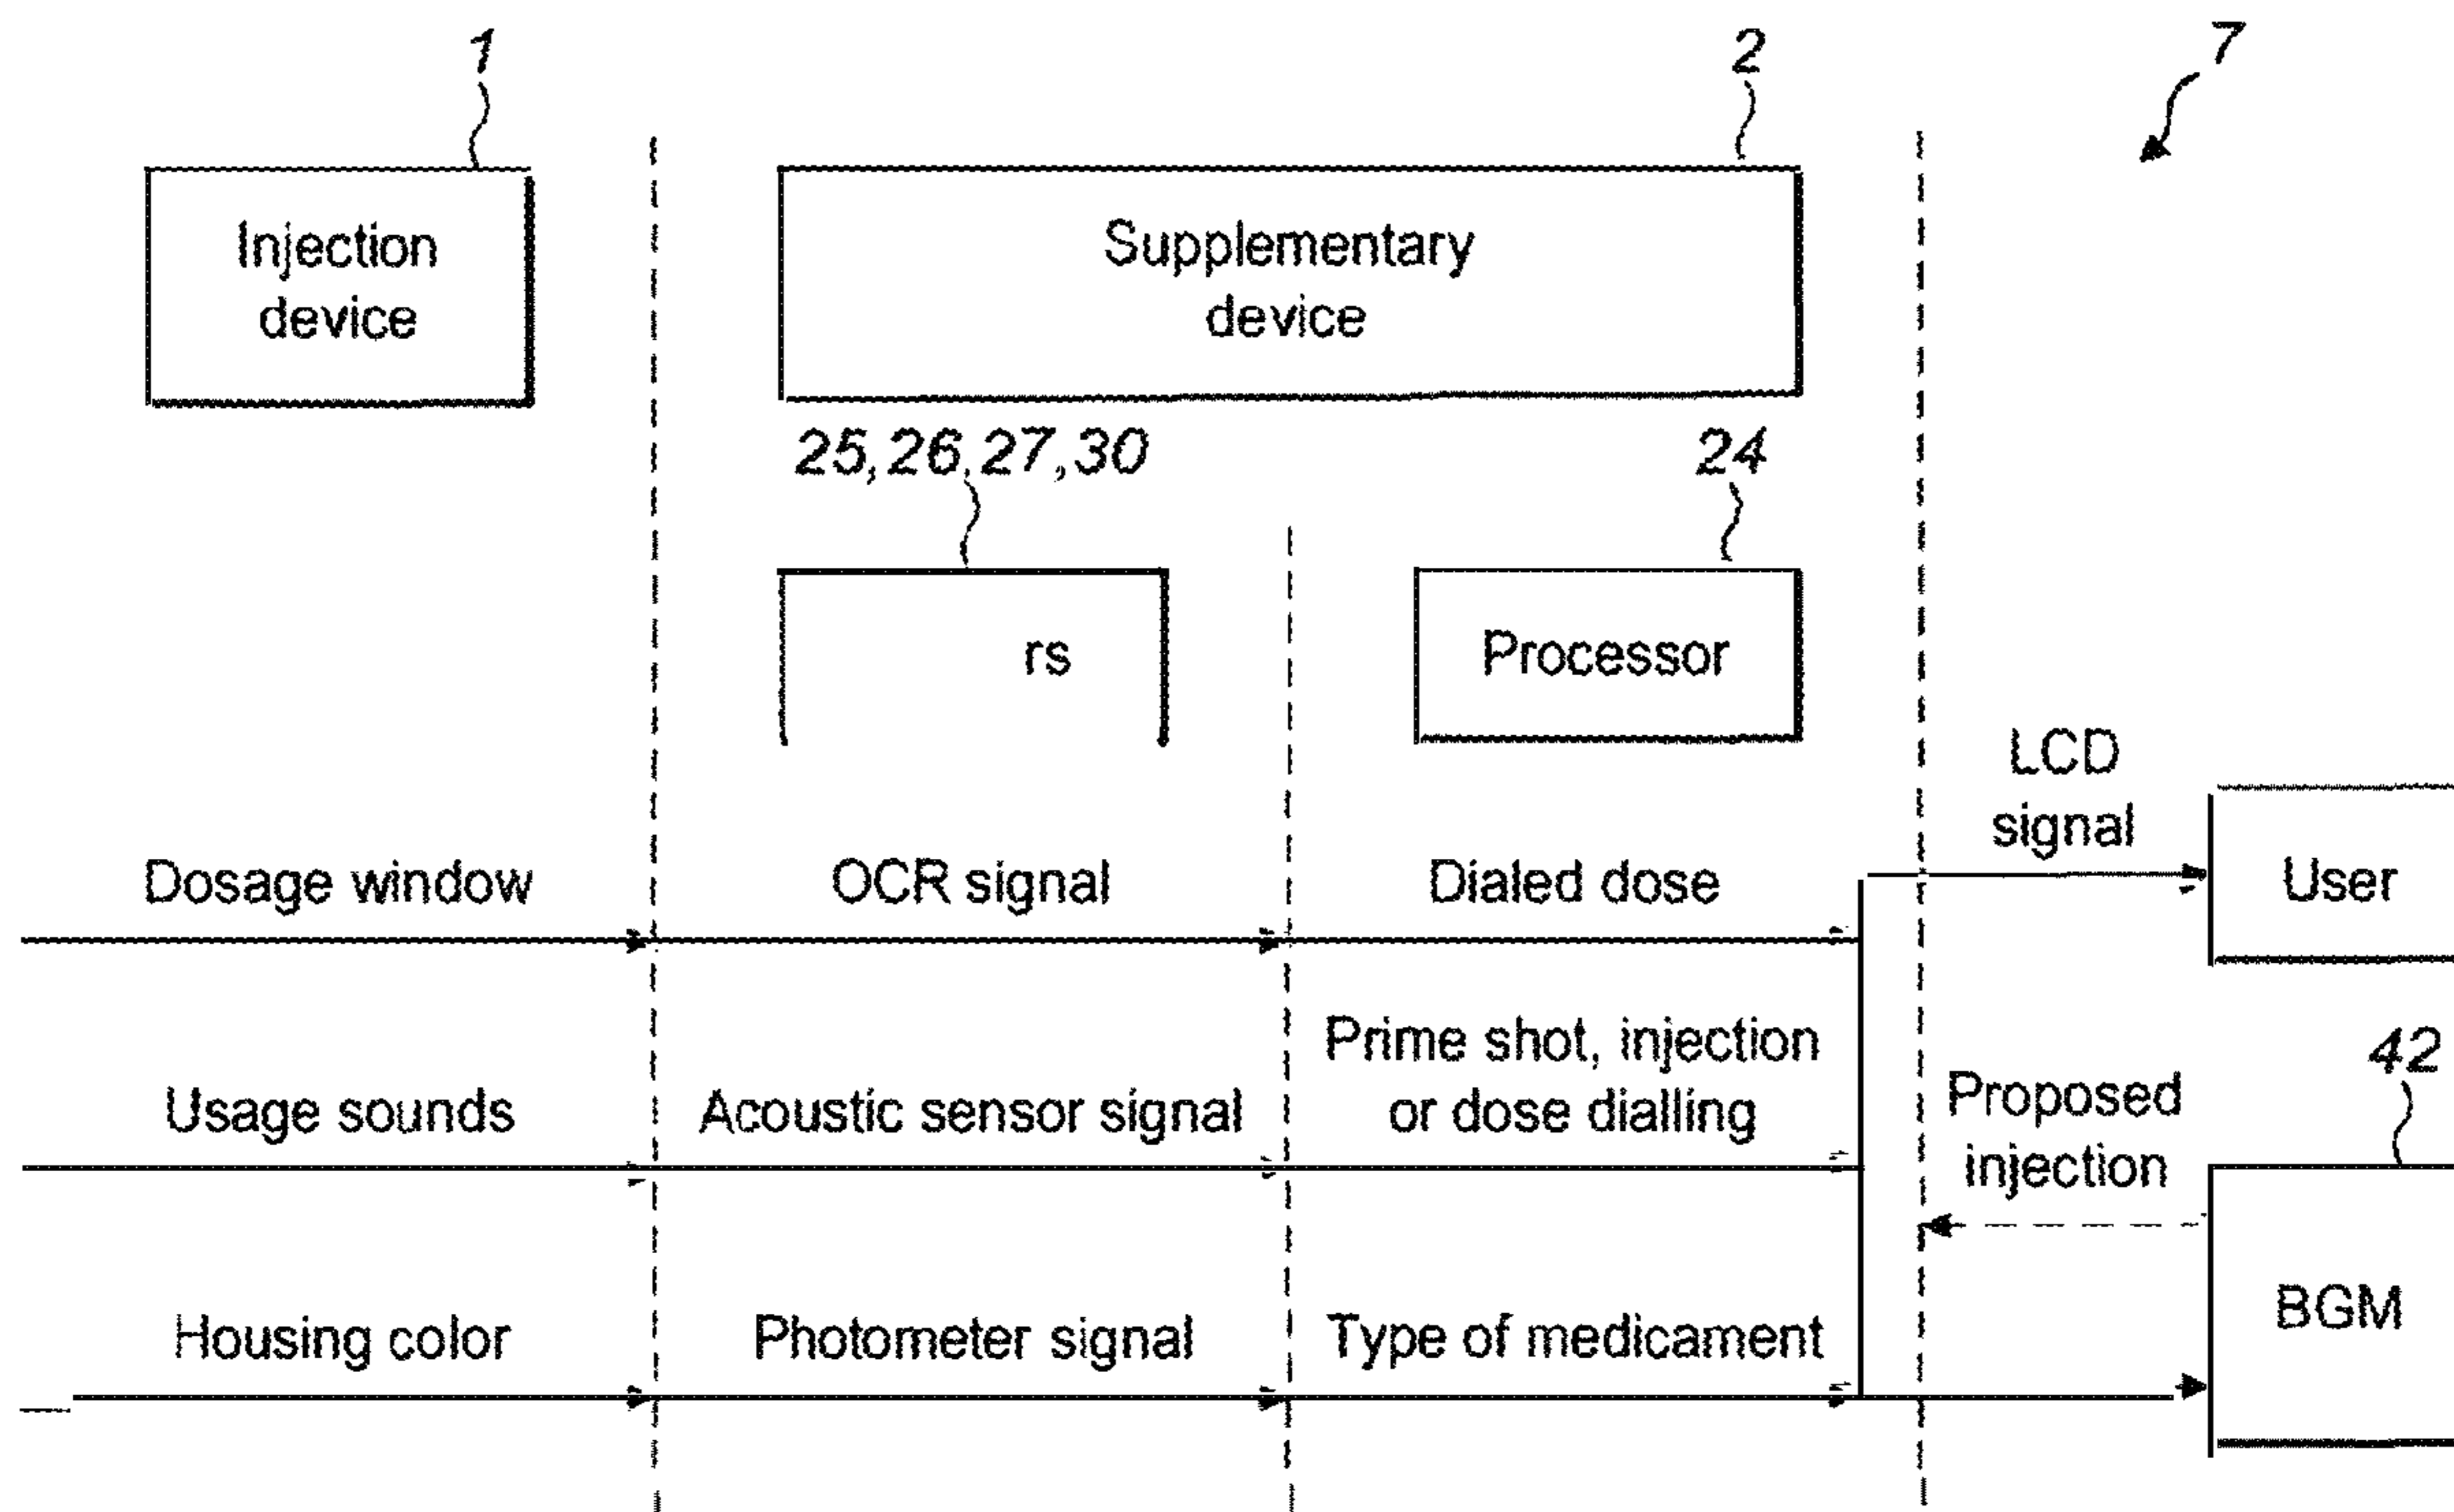 1
2
7
Injection
device
Supplementary
device
25, 26, 27, 30
24
rs
Processor
LCD
signal
Dosage window
OCR signal
Dialed dose
User
Prime shot, injection
or dose dialling
Usage sounds
Acoustic sensor signal
42
Proposed
injection
BGM
Housing color
Photometer signal
Type of medicament